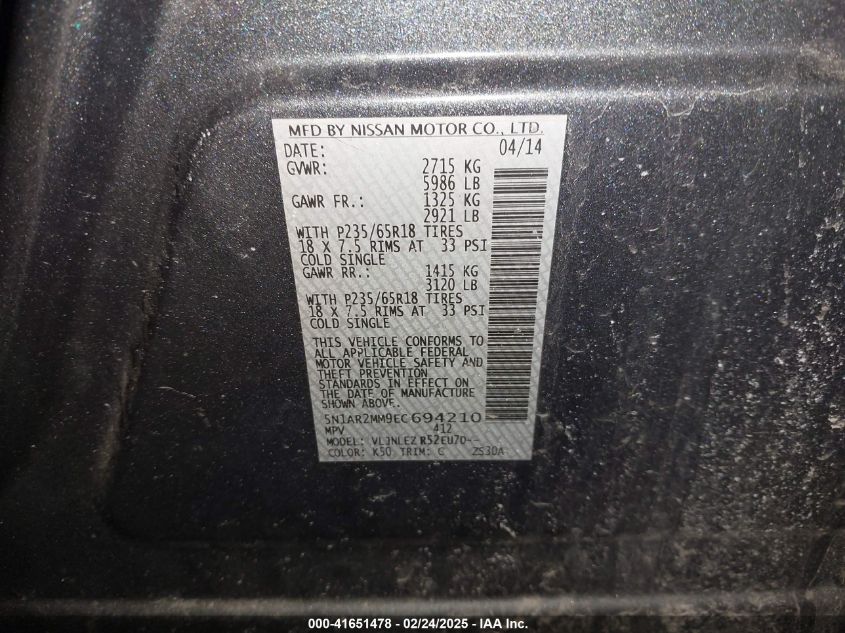 MFD BY NISSAN MOTOR CO., LTD.
DATE: 04/14
GVWR: 2715 KG
5986 LB
GAWR FR.: 1325 KG
2921 LB
WITH P235/65R18 TIRES
18 X 7.5 RIMS AT 33 PSI
COLD SINGLE
GAWR RR.: 1415 KG
3120 LB
WITH P235/65R18 TIRES
18 X 7.5 RIMS AT 33 PSI
COLD SINGLE
THIS VEHICLE CONFORMS TO
ALL APPLICABLE FEDERAL
MOTOR VEHICLE SAFETY AND
THEFT PREVENTION
STANDARDS IN EFFECT ON
THE DATE OF MANUFACTURE
SHOWN ABOVE.
5N1AR2MM9EC694210
MPV 412
MODEL: VLJNLEZ R52EU7D--
COLOR: K50 TRIM: G ZS30A
000-41651478 - 02/24/2025 - IAA Inc.